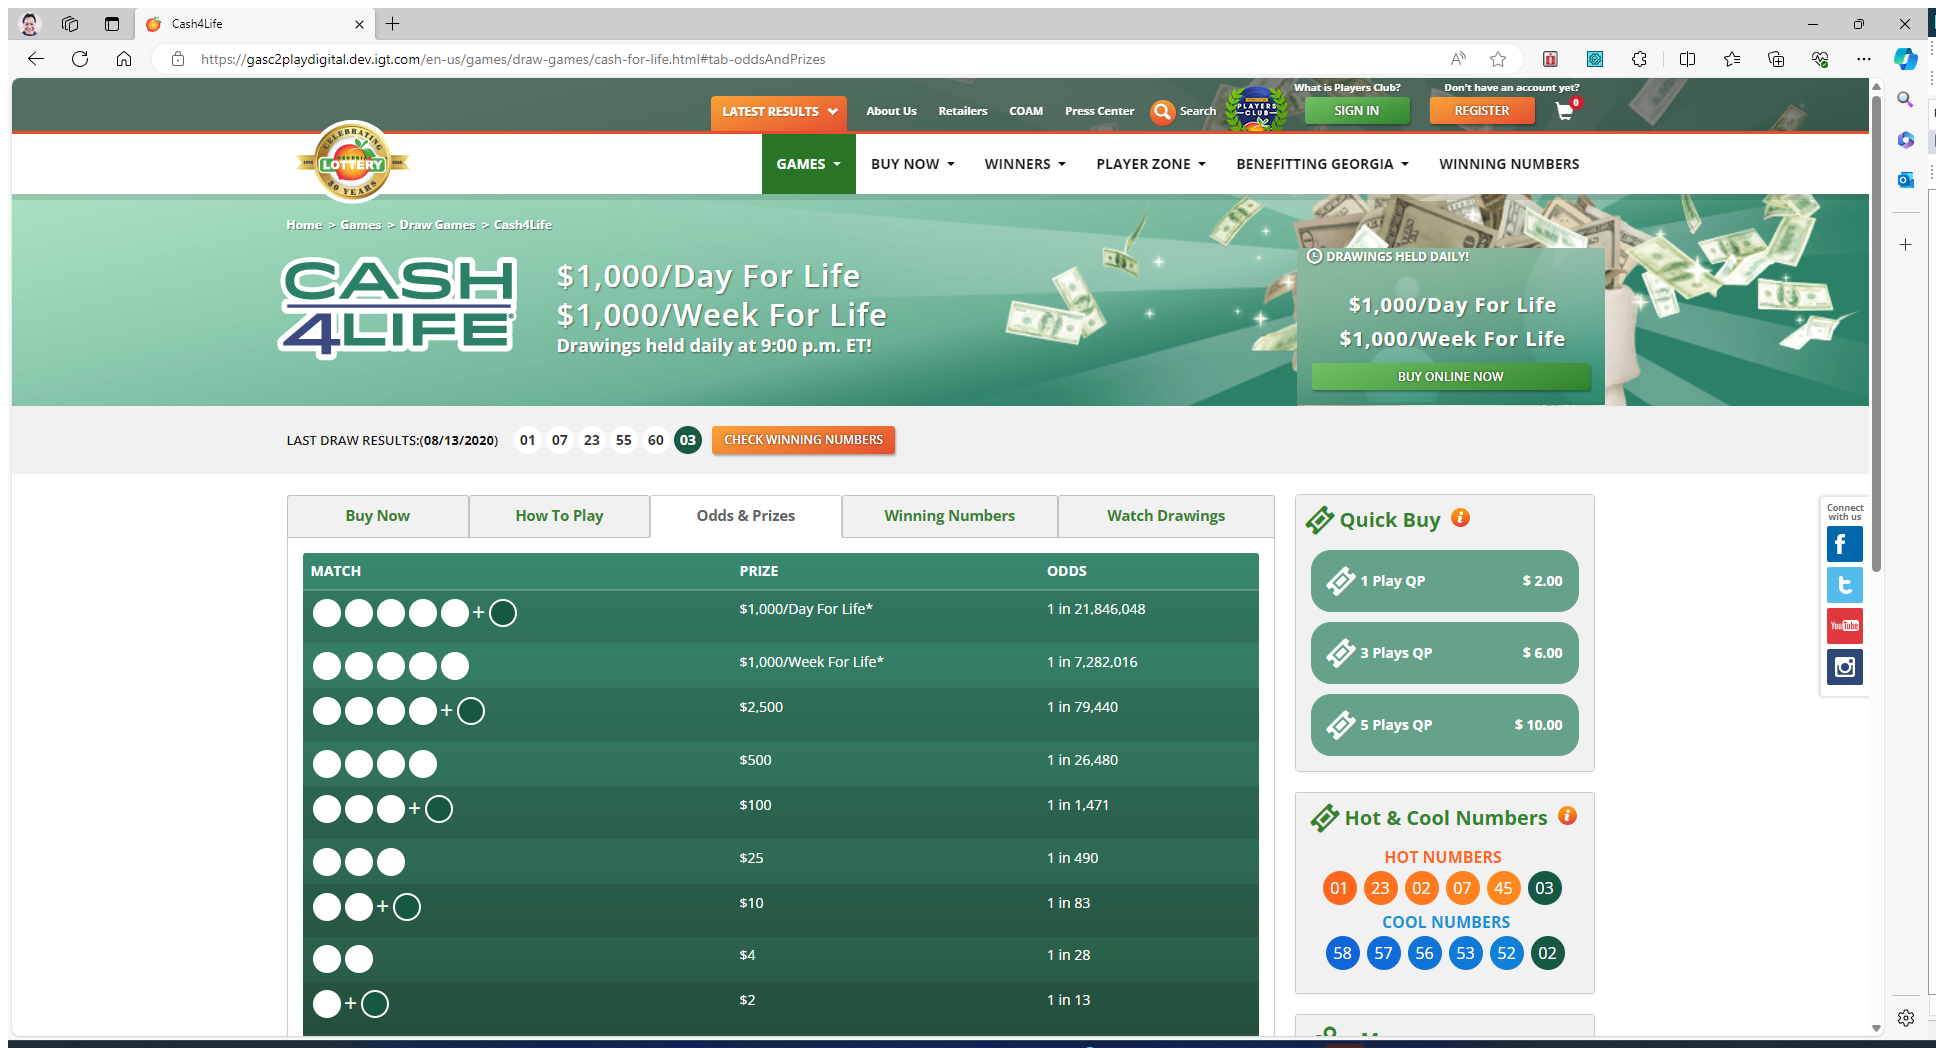 Cash4Life
https://gasc2playdigital.dev.igt.com/en-us/games/draw-games/cash-for-life.html#tab-oddsAndPrizes
What is Players Club?
Don't have an account yet?
LATEST RESULTS
About Us
Retailers
COAM
Press Center
Search
PLAYERS
CLUB
SIGN IN
REGISTER
0
CELEBRATING
GEORGIA
LOTTERY
30 YEARS
GAMES
BUY NOW
WINNERS
PLAYER ZONE
BENEFITTING GEORGIA
WINNING NUMBERS
Home > Games > Draw Games > Cash4Life
CASH
4LIFE®
$1,000/Day For Life
$1,000/Week For Life
Drawings held daily at 9:00 p.m. ET!
DRAWINGS HELD DAILY!
$1,000/Day For Life
$1,000/Week For Life
BUY ONLINE NOW
LAST DRAW RESULTS:(08/13/2020) 01 07 23 55 60 03 CHECK WINNING NUMBERS
Buy Now
How To Play
Odds & Prizes
Winning Numbers
Watch Drawings
MATCH PRIZE ODDS
+ $1,000/Day For Life* 1 in 21,846,048
$1,000/Week For Life* 1 in 7,282,016
+ $2,500 1 in 79,440
$500 1 in 26,480
+ $100 1 in 1,471
$25 1 in 490
+ $10 1 in 83
$4 1 in 28
+ $2 1 in 13
Quick Buy i
1 Play QP $ 2.00
3 Plays QP $ 6.00
5 Plays QP $ 10.00
Hot & Cool Numbers i
HOT NUMBERS
01 23 02 07 45 03
COOL NUMBERS
58 57 56 53 52 02
Connect
with us
f
t
YouTube